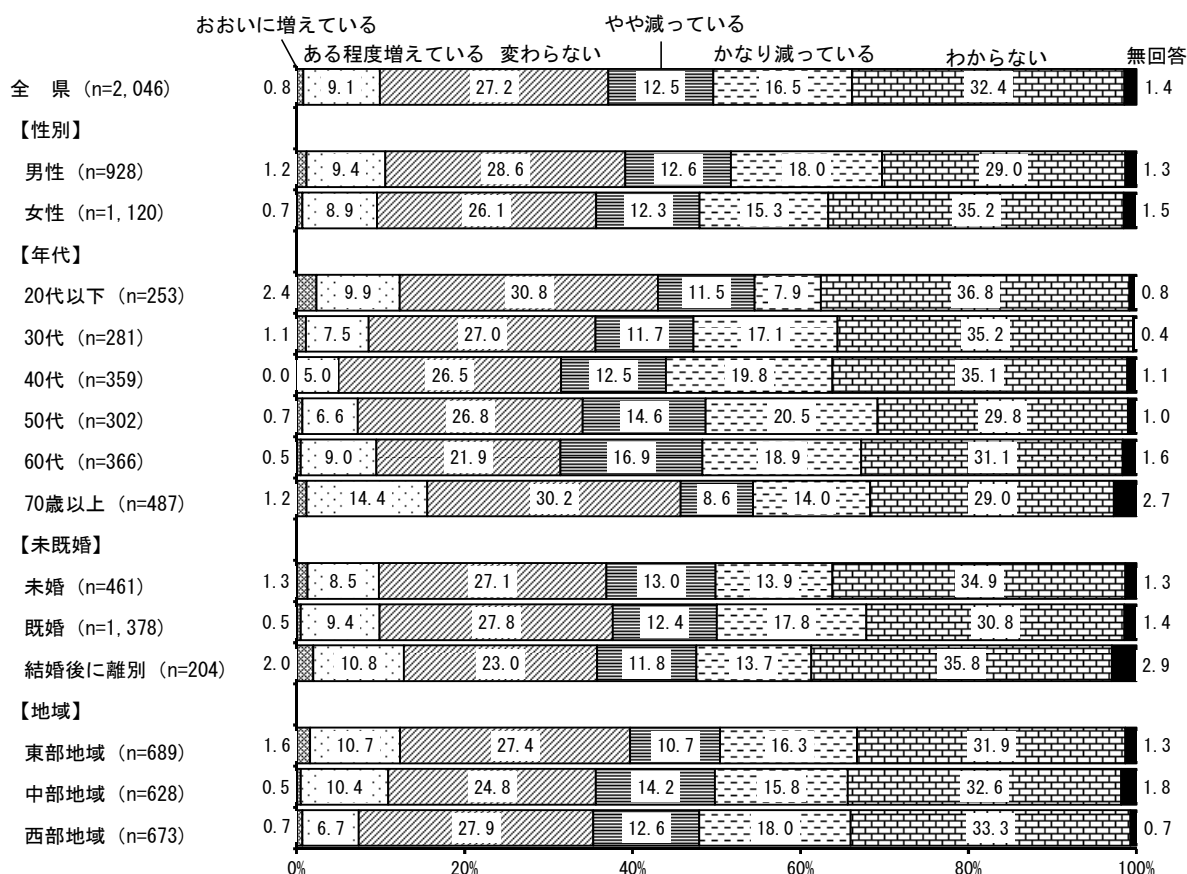 おおいに増えている やや減っている
ある程度増えている 変わらない かなり減っている わからない 無回答
全 県 (n=2,046) 0.8 9.1 27.2 12.5 16.5 32.4 1.4
【性別】
男性 (n=928) 1.2 9.4 28.6 12.6 18.0 29.0 1.3
女性 (n=1,120) 0.7 8.9 26.1 12.3 15.3 35.2 1.5
【年代】
20代以下 (n=253) 2.4 9.9 30.8 11.5 7.9 36.8 0.8
30代 (n=281) 1.1 7.5 27.0 11.7 17.1 35.2 0.4
40代 (n=359) 0.0 5.0 26.5 12.5 19.8 35.1 1.1
50代 (n=302) 0.7 6.6 26.8 14.6 20.5 29.8 1.0
60代 (n=366) 0.5 9.0 21.9 16.9 18.9 31.1 1.6
70歳以上 (n=487) 1.2 14.4 30.2 8.6 14.0 29.0 2.7
【未既婚】
未婚 (n=461) 1.3 8.5 27.1 13.0 13.9 34.9 1.3
既婚 (n=1,378) 0.5 9.4 27.8 12.4 17.8 30.8 1.4
結婚後に離別 (n=204) 2.0 10.8 23.0 11.8 13.7 35.8 2.9
【地域】
東部地域 (n=689) 1.6 10.7 27.4 10.7 16.3 31.9 1.3
中部地域 (n=628) 0.5 10.4 24.8 14.2 15.8 32.6 1.8
西部地域 (n=673) 0.7 6.7 27.9 12.6 18.0 33.3 0.7
0% 20% 40% 60% 80% 100%